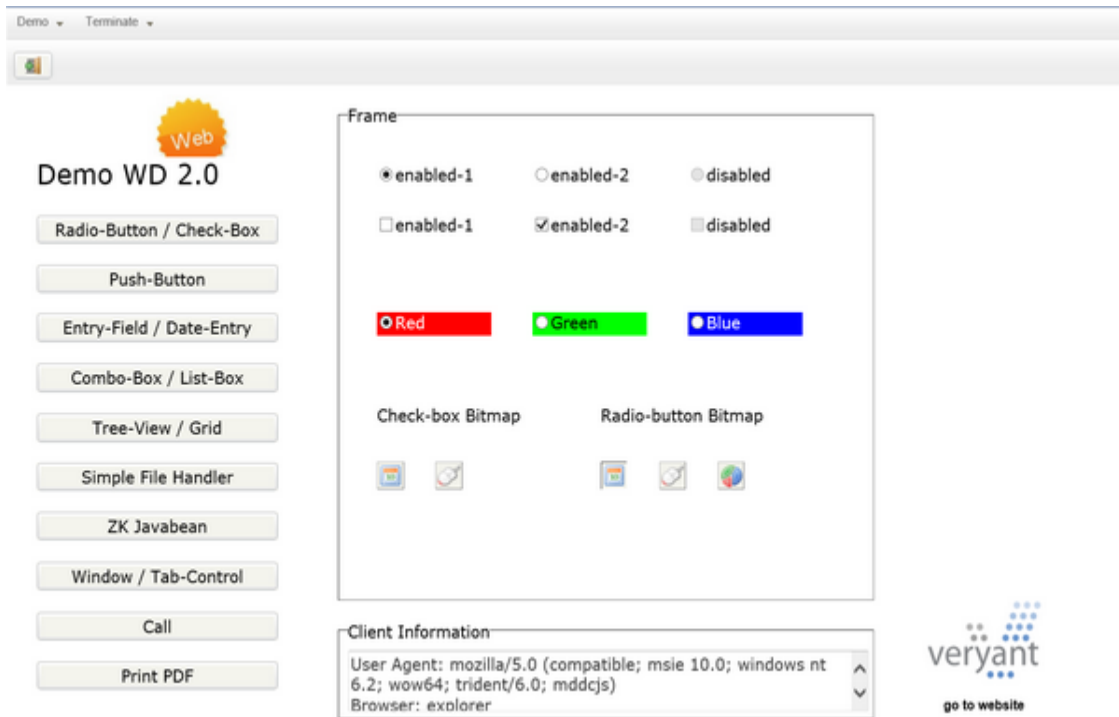 Demo Terminate
Web
Demo WD 2.0
Radio-Button / Check-Box
Push-Button
Entry-Field / Date-Entry
Combo-Box / List-Box
Tree-View / Grid
Simple File Handler
ZK Javabean
Window / Tab-Control
Call
Print PDF
Frame
enabled-1 enabled-2 disabled
enabled-1 enabled-2 disabled
Red Green Blue
Check-box Bitmap Radio-button Bitmap
Client Information
User Agent: mozilla/5.0 (compatible; msie 10.0; windows nt
6.2; wow64; trident/6.0; mddcjs)
Browser: explorer
veryant
go to website